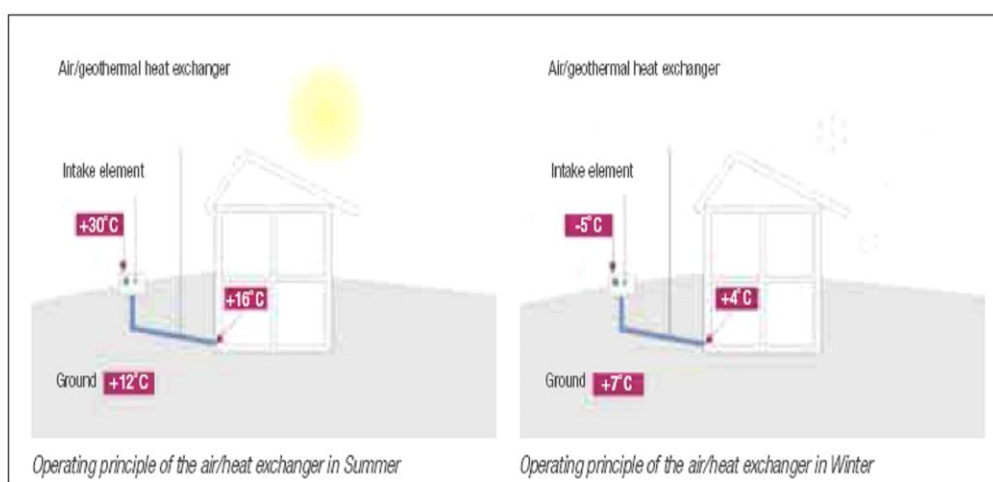 Air/geothermal heat exchanger
Intake element
+30°C
+16°C
Ground +12°C
Operating principle of the air/heat exchanger in Summer
Air/geothermal heat exchanger
Intake element
-5°C
+4°C
Ground +7°C
Operating principle of the air/heat exchanger in Winter